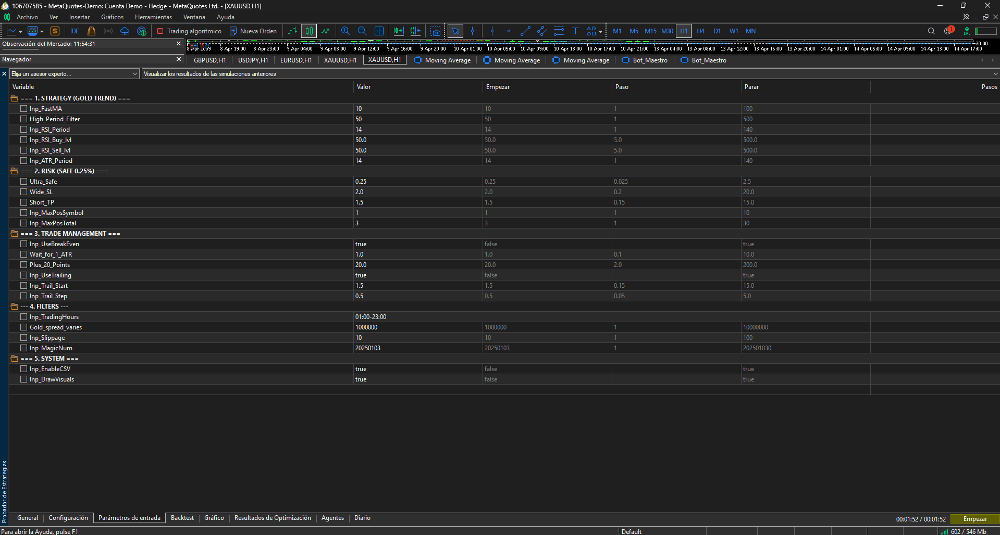 106707585 - MetaQuotes-Demo: Cuenta Demo - Hedge - MetaQuotes Ltd. - [XAUUSD,H1]
Archivo Ver Insertar Gráficos Herramientas Ventana Ayuda
IDE Trading algorítmico Nueva Orden M1 M5 M15 M30 H1 H4 D1 W1 MN 1 LVL
Observación del Mercado: 11:54:31
20.00
8 Apr 2009 8 Apr 19:00 8 Apr 23:00 9 Apr 04:00 9 Apr 08:00 9 Apr 12:00 9 Apr 16:00 9 Apr 20:00 10 Apr 01:00 10 Apr 05:00 10 Apr 09:00 10 Apr 13:00 10 Apr 17:00 10 Apr 21:00 13 Apr 04:00 13 Apr 08:00 13 Apr 12:00 13 Apr 16:00 13 Apr 20:00 14 Apr 01:00 14 Apr 05:00 14 Apr 09:00 14 Apr 13:00 14 Apr 17:00
Navegador
GBPUSD,H1 USDJPY,H1 EURUSD,H1 XAUUSD,H1 XAUUSD,H1 Moving Average Moving Average Moving Average Bot_Maestro Bot_Maestro
Elija un asesor experto... Visualizar los resultados de las simulaciones anteriores
Variable Valor Empezar Paso Parar Pasos
=== 1. STRATEGY (GOLD TREND) ===
Inp_FastMA 10 10 1 100
High_Period_Filter 50 50 1 500
Inp_RSI_Period 14 14 1 140
Inp_RSI_Buy_lvl 50.0 50.0 5.0 500.0
Inp_RSI_Sell_lvl 50.0 50.0 5.0 500.0
Inp_ATR_Period 14 14 1 140
=== 2. RISK (SAFE 0.25%) ===
Ultra_Safe 0.25 0.25 0.025 2.5
Wide_SL 2.0 2.0 0.2 20.0
Short_TP 1.5 1.5 0.15 15.0
Inp_MaxPosSymbol 1 1 1 10
Inp_MaxPosTotal 3 3 1 30
=== 3. TRADE MANAGEMENT ===
Inp_UseBreakEven true false true
Wait_for_1_ATR 1.0 1.0 0.1 10.0
Plus_20_Points 20.0 20.0 2.0 200.0
Inp_UseTrailing true false true
Inp_Trail_Start 1.5 1.5 0.15 15.0
Inp_Trail_Step 0.5 0.5 0.05 5.0
--- 4. FILTERS ---
Inp_TradingHours 01:00-23:00
Gold_spread_varies 1000000 1000000 1 10000000
Inp_Slippage 10 10 1 100
Inp_MagicNum 20250103 20250103 1 202501030
=== 5. SYSTEM ===
Inp_EnableCSV true false true
Inp_DrawVisuals true false true
Probador de Estrategias
General Configuración Parámetros de entrada Backtest Gráfico Resultados de Optimización Agentes Diario 00:01:52 / 00:01:52 Empezar
Para abrir la Ayuda, pulse F1 Default 602 / 546 Mb